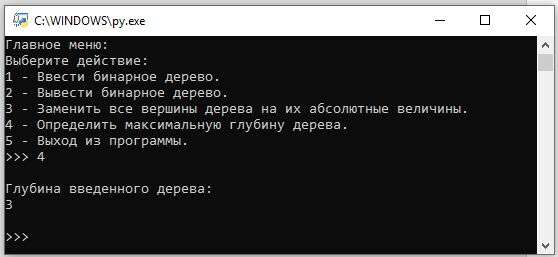 C:\WINDOWS\py.exe
Главное меню:
Выберите действие:
1 - Ввести бинарное дерево.
2 - Вывести бинарное дерево.
3 - Заменить все вершины дерева на их абсолютные величины.
4 - Определить максимальную глубину дерева.
5 - Выход из программы.
>>> 4
Глубина введенного дерева:
3
>>>